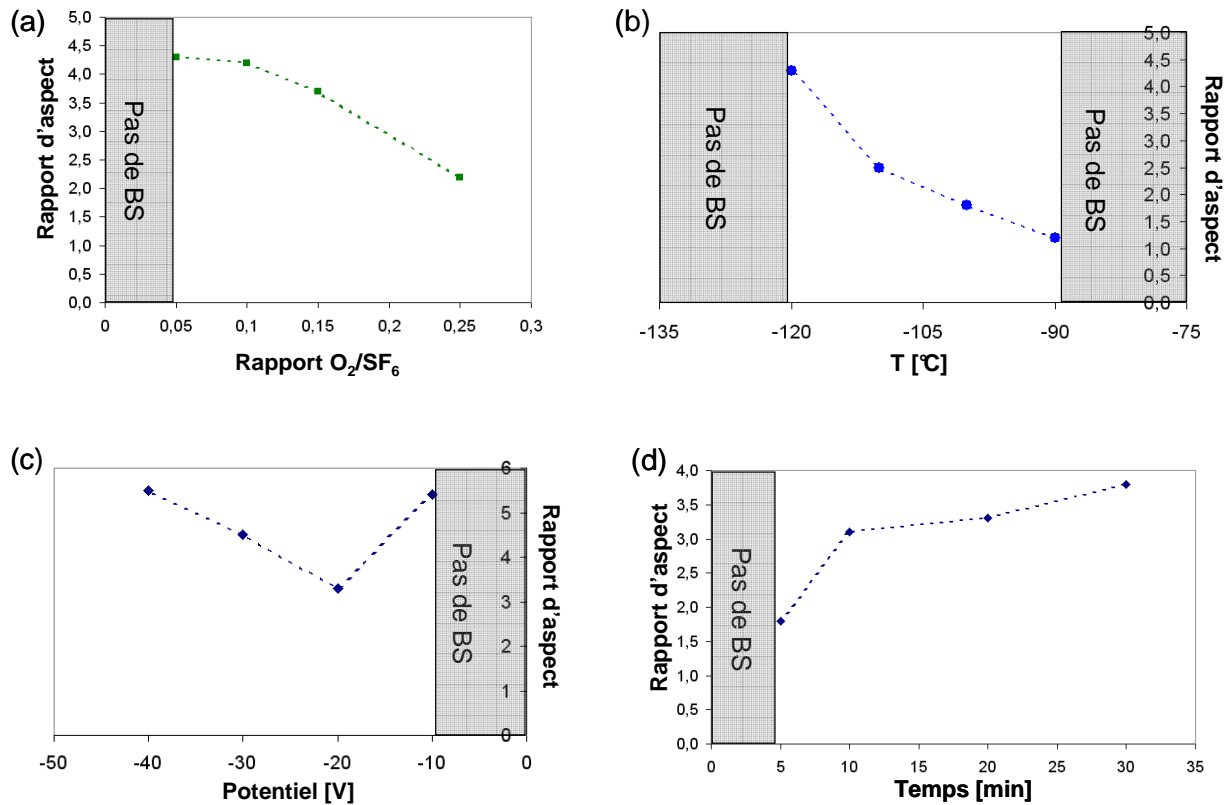 (a)
5,0
4,5
4,0
3,5
3,0
2,5
2,0
1,5
1,0
0,5
0,0
Rapport d'aspect
Pas de BS
0 0,05 0,1 0,15 0,2 0,25 0,3
Rapport O₂/SF₆
(b)
5,0
4,5
4,0
3,5
3,0
2,5
2,0
1,5
1,0
0,5
0,0
Rapport d'aspect
Pas de BS
Pas de BS
-135 -120 -105 -90 -75
T [°C]
(c)
6
5
4
3
2
1
0
Rapport d'aspect
Pas de BS
-50 -40 -30 -20 -10 0
Potentiel [V]
(d)
4,0
3,5
3,0
2,5
2,0
1,5
1,0
0,5
0,0
Rapport d'aspect
Pas de BS
0 5 10 15 20 25 30 35
Temps [min]